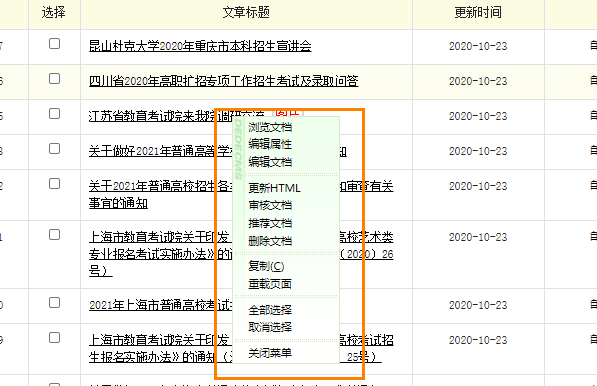 选择 文章标题 更新时间
7 昆山杜克大学2020年重庆市本科招生宣讲会 2020-10-23 自
6 四川省2020年高职扩招专项工作招生考试及录取问答 2020-10-23 自
5 江苏省教育考试院来我院调研交流 2020-10-23 自
3 关于做好2021年普通高等学校 知 2020-10-23 自
2 关于2021年普通高校招生各 和审查有关 2020-10-23 自
事宜的通知
1 上海市教育考试院关于印发 高校艺术类 2020-10-23 自
专业报名考试实施办法》的通 (2020) 26
号)
0 2021年上海市普通高校考试 2020-10-23 自
9 上海市教育考试院关于印发 高校考试招 2020-10-23 自
生报名实施办法》的通知 25号)
DEDECMS
浏览文档
编辑属性
编辑文档
更新HTML
审核文档
推荐文档
删除文档
复制(C)
重载页面
全部选择
取消选择
关闭菜单